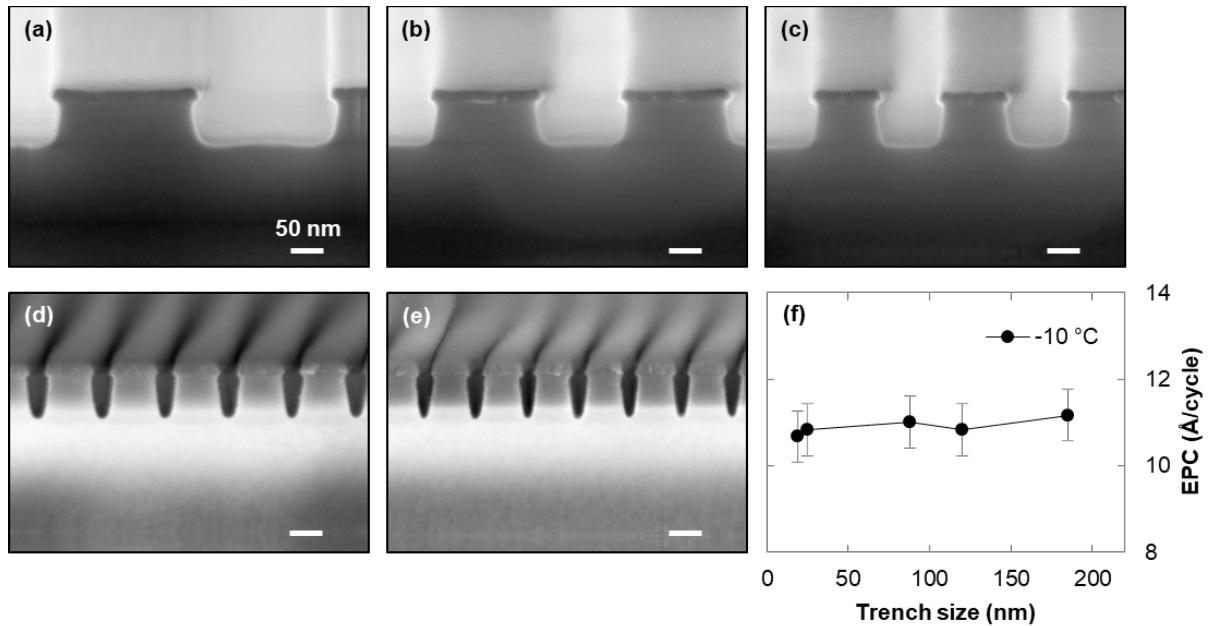 (a)
(b)
(c)
50 nm
(d)
(e)
(f)
-10 °C
14
12
10
8
EPC (Å/cycle)
0
50
100
150
200
Trench size (nm)